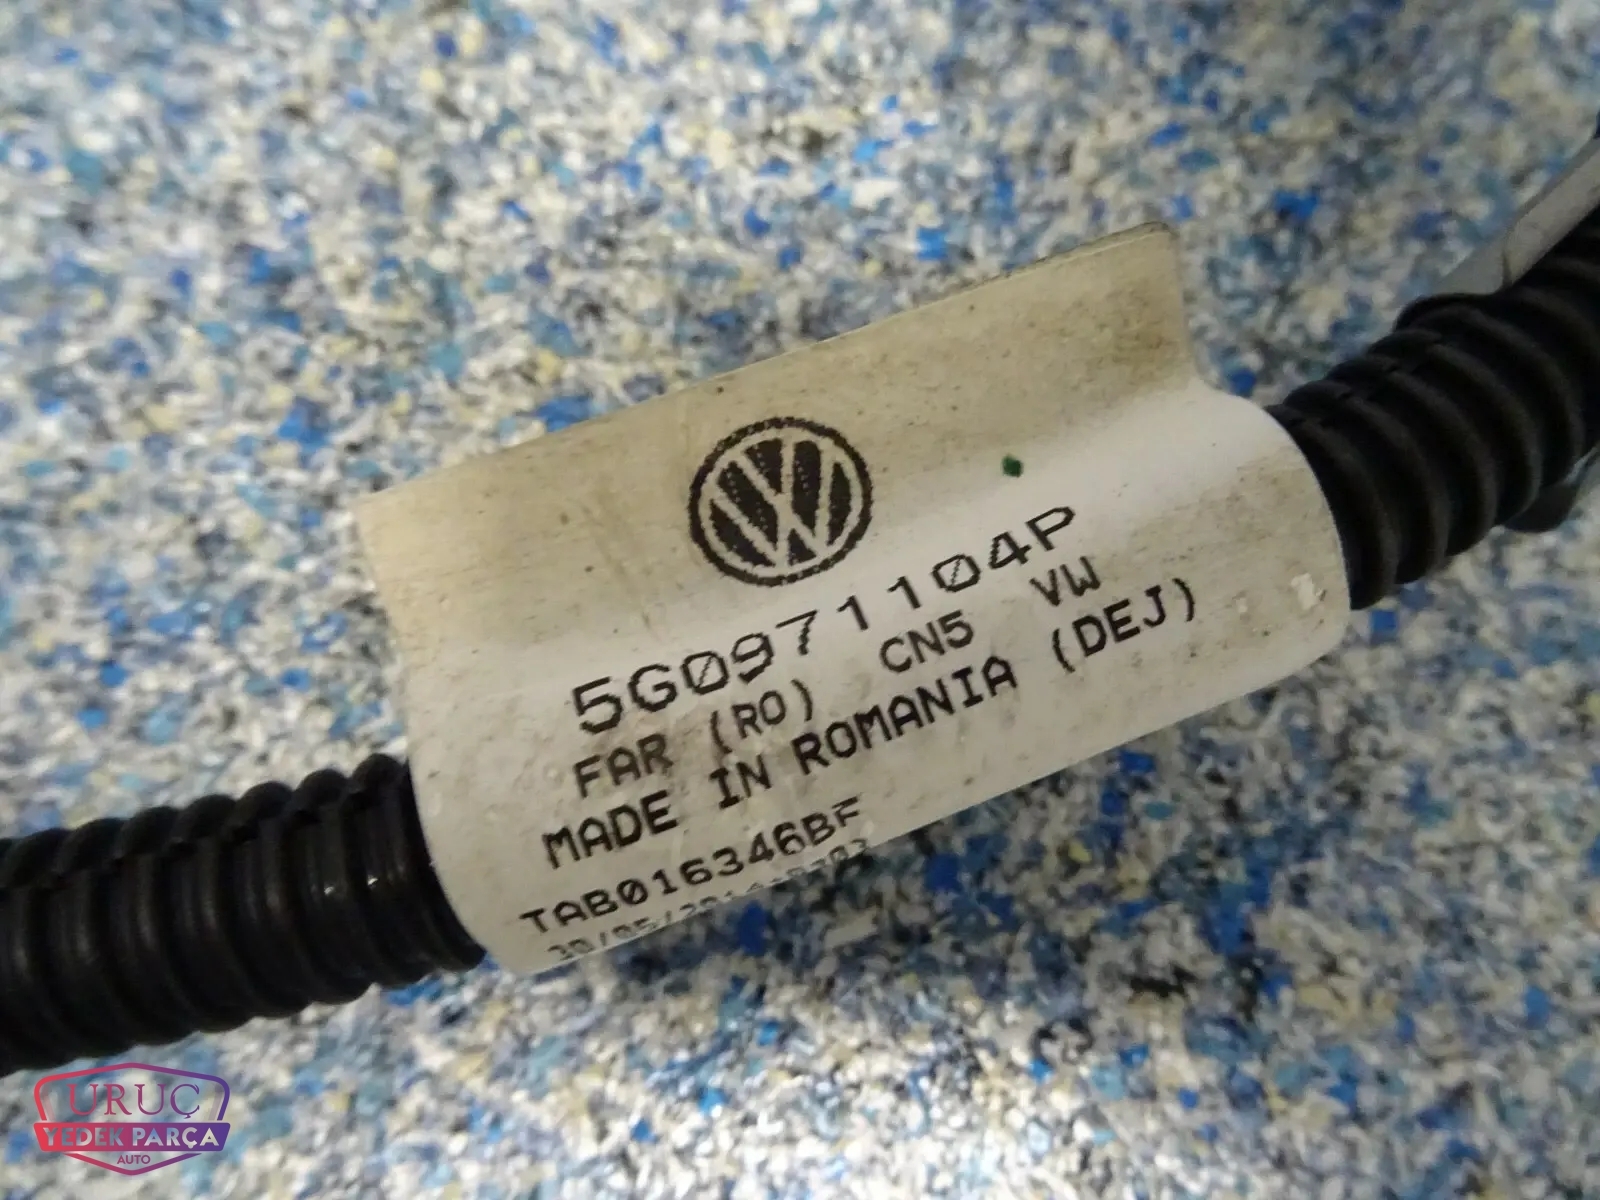 5G0971104P
FAR (RO) CN5 VW
MADE IN ROMANIA (DEJ)
TAB016346BF
URUÇ
YEDEK PARÇA
AUTO